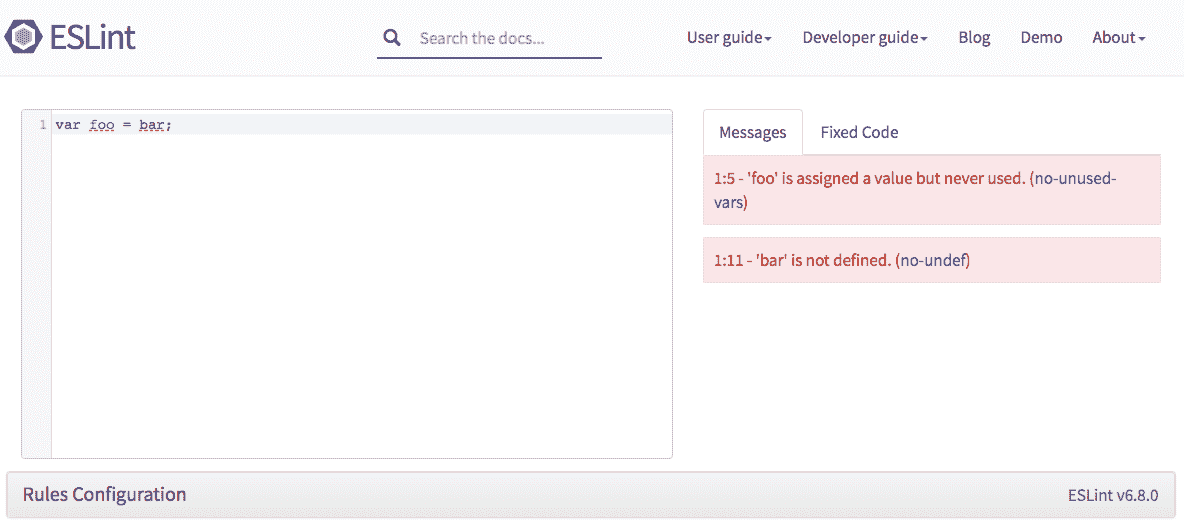 ESLint
Search the docs...
User guide
Developer guide
Blog
Demo
About
1 var foo = bar;
Messages
Fixed Code
1:5 - 'foo' is assigned a value but never used. (no-unused-
vars)
1:11 - 'bar' is not defined. (no-undef)
Rules Configuration
ESLint v6.8.0